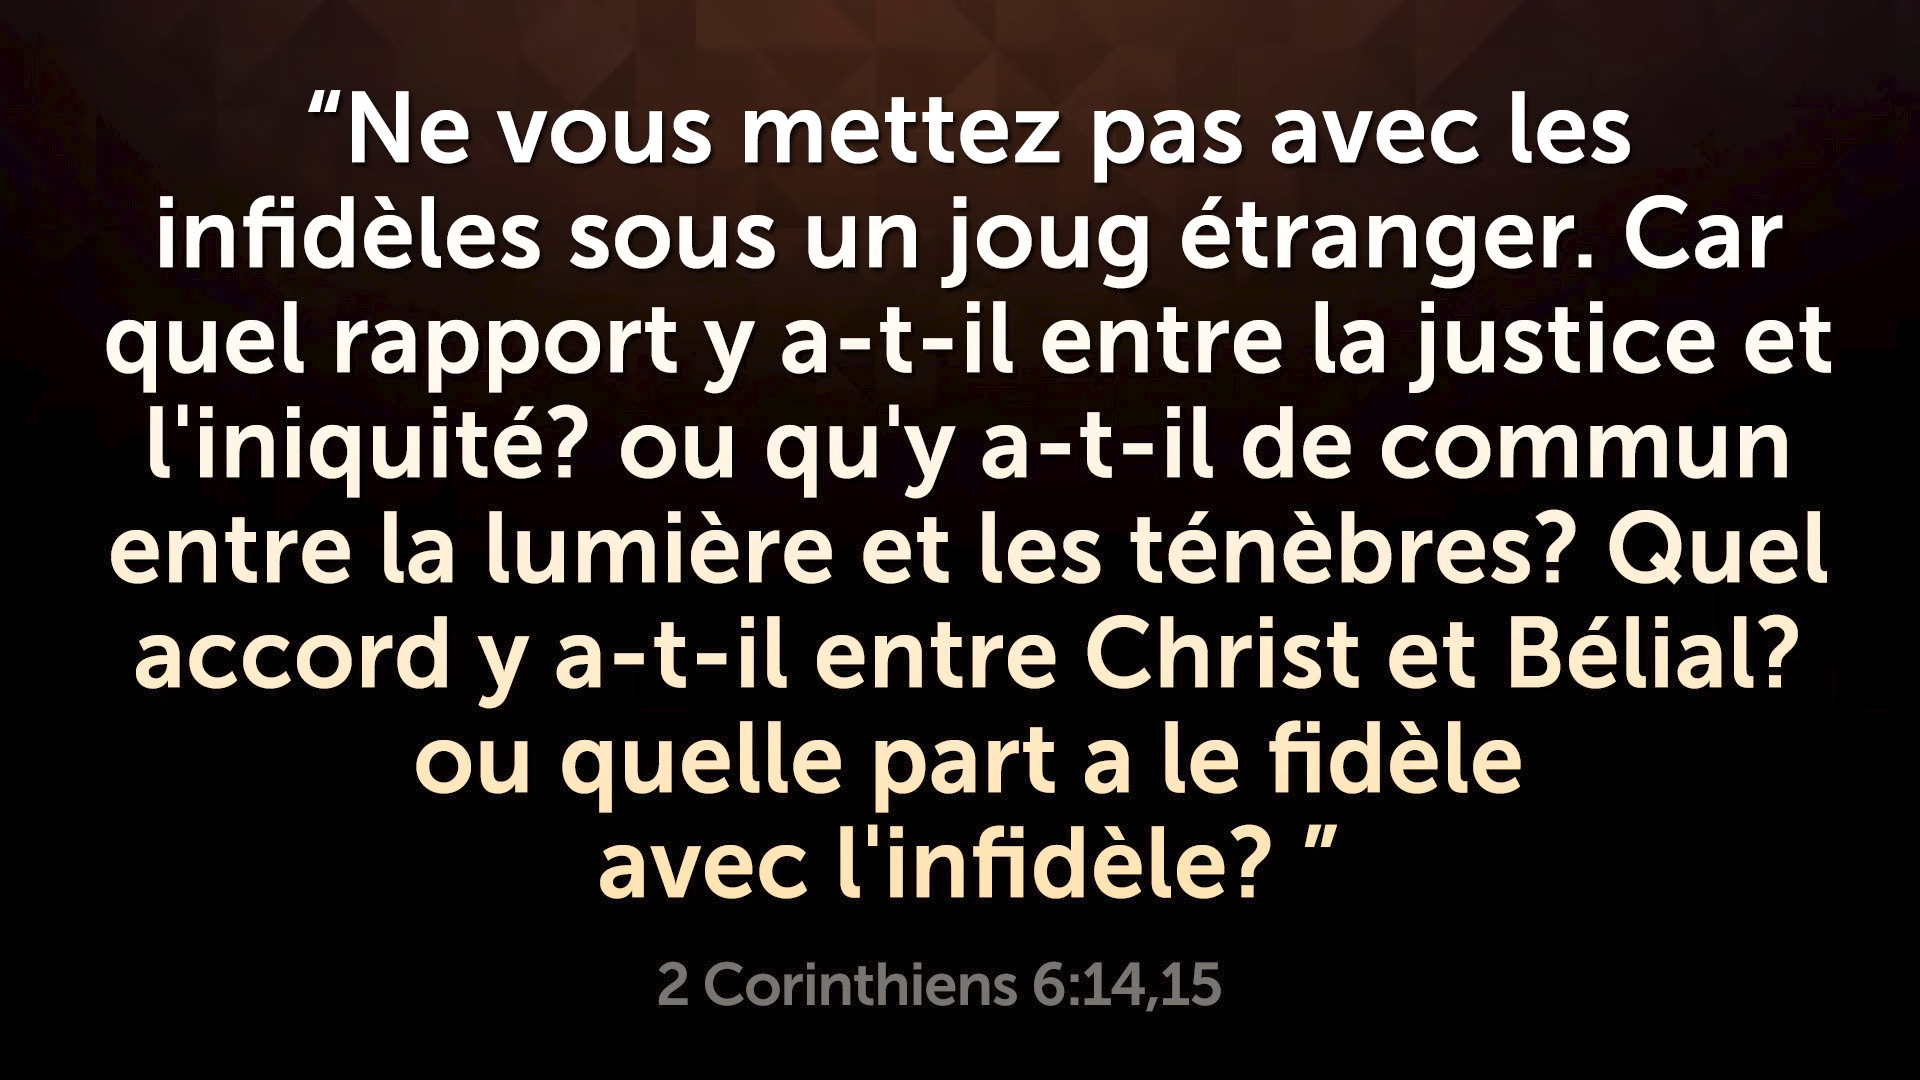 “Ne vous mettez pas avec les
infidèles sous un joug étranger. Car
quel rapport y a-t-il entre la justice et
l'iniquité? ou qu'y a-t-il de commun
entre la lumière et les ténèbres? Quel
accord y a-t-il entre Christ et Bélial?
ou quelle part a le fidèle
avec l'infidèle? ”
2 Corinthiens 6:14,15